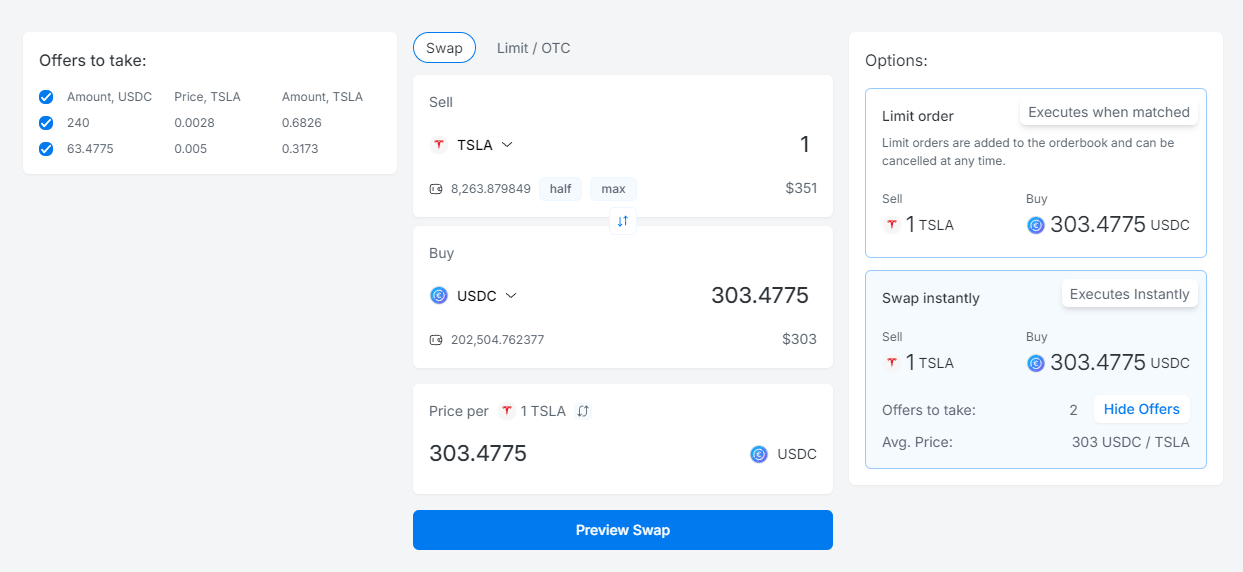 Offers to take:
Amount, USDC Price, TSLA Amount, TSLA
240 0.0028 0.6826
63.4775 0.005 0.3173
Swap Limit / OTC
Sell
TSLA 1
8,263.879849 half max $351
Buy
USDC 303.4775
202,504.762377 $303
Price per 1 TSLA
303.4775 USDC
Preview Swap
Options:
Limit order Executes when matched
Limit orders are added to the orderbook and can be
cancelled at any time.
Sell Buy
1 TSLA 303.4775 USDC
Swap instantly Executes Instantly
Sell Buy
1 TSLA 303.4775 USDC
Offers to take: 2 Hide Offers
Avg. Price: 303 USDC / TSLA